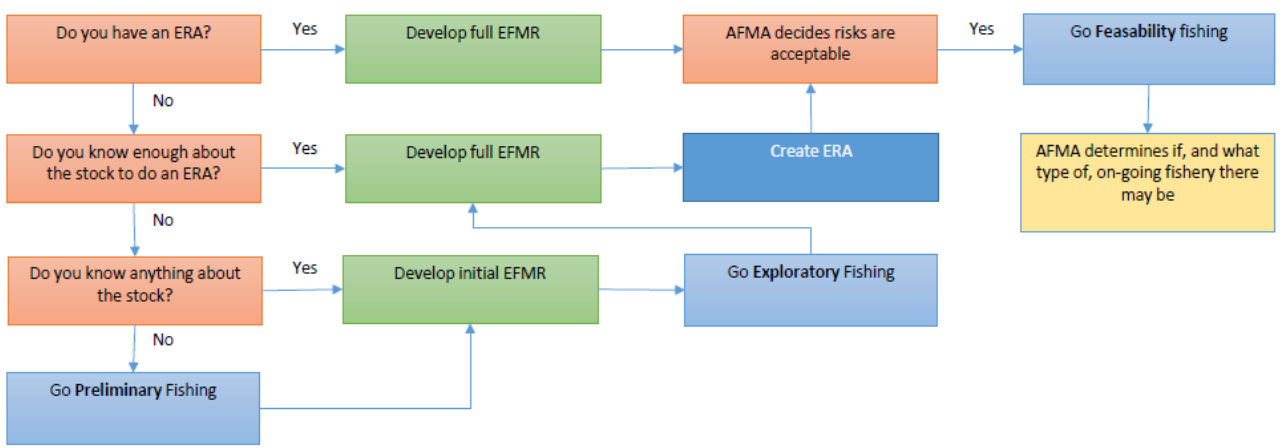 Do you have an ERA?
Yes
Develop full EFMR
AFMA decides risks are
acceptable
Yes
Go Feasability fishing
No
Do you know enough about
the stock to do an ERA?
Yes
Develop full EFMR
Create ERA
AFMA determines if, and what
type of, on-going fishery there
may be
No
Do you know anything about
the stock?
Yes
Develop initial EFMR
Go Exploratory Fishing
No
Go Preliminary Fishing